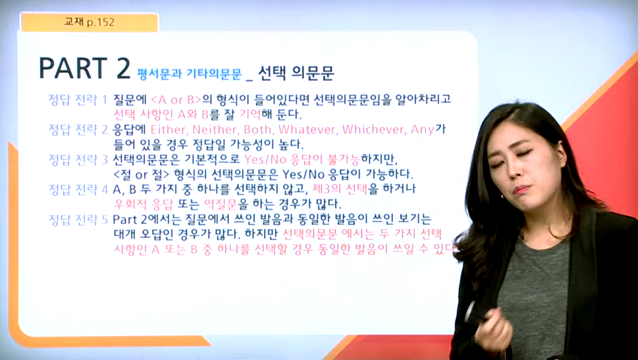 교재 p.152
PART 2 평서문과 기타의문문 _ 선택 의문문
정답 전략 1 질문에 <A or B>의 형식이 들어있다면 선택의문문임을 알아차리고
선택 사항인 A와 B를 잘 기억해 둔다.
정답 전략 2 응답에 Either, Neither, Both, Whatever, Whichever, Any가
들어 있을 경우 정답일 가능성이 높다.
정답 전략 3 선택의문문은 기본적으로 Yes/No 응답이 불가능하지만,
<절 or 절> 형식의 선택의문문은 Yes/No 응답이 가능하다.
정답 전략 4 A, B 두 가지 중 하나를 선택하지 않고, 제3의 선택을 하거나
우회적 응답 또는 역질문을 하는 경우가 많다.
정답 전략 5 Part 2에서는 질문에서 쓰인 발음과 동일한 발음이 쓰인 보기는
대개 오답인 경우가 많다. 하지만 선택의문문 에서는 두 가지 선택
사항인 A 또는 B 중 하나를 선택할 경우 동일한 발음이 쓰일 수 있다